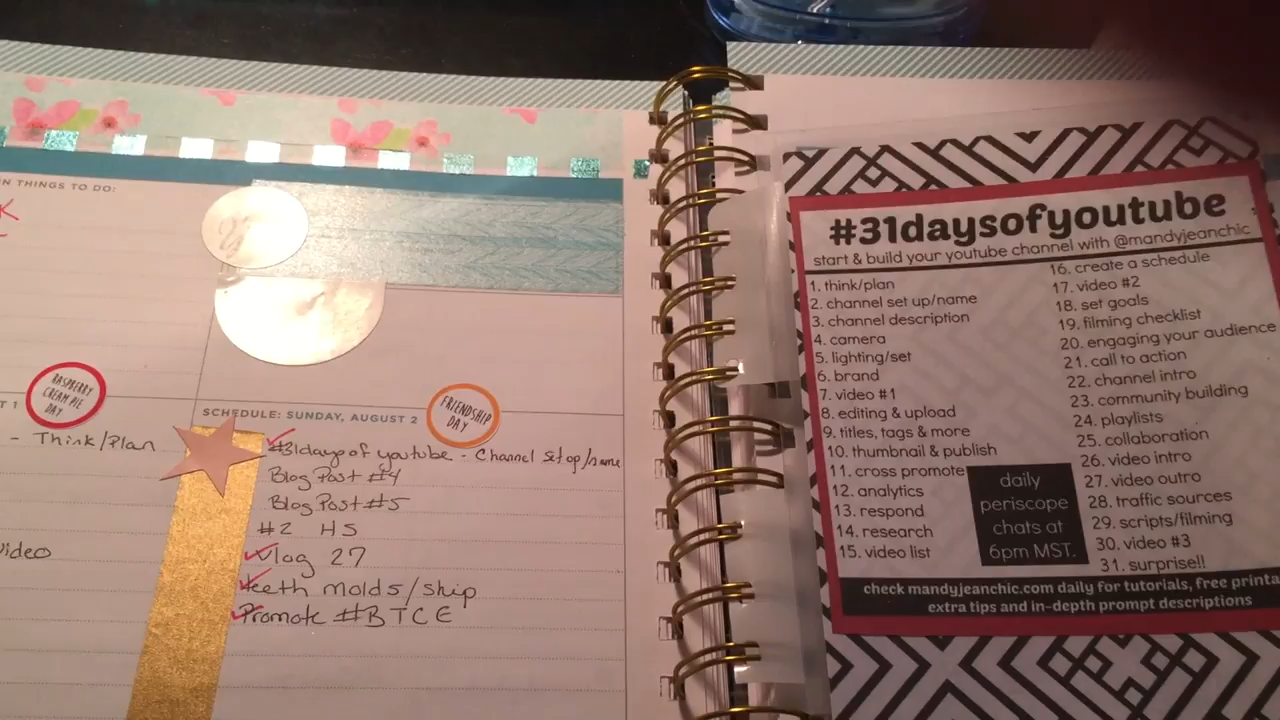 N THINGS TO DO:
RASPBERRY
CREAM PIE
DAY
T 1
- Think/Plan
SCHEDULE: SUNDAY, AUGUST 2
FRIENDSHIP
DAY
#31days of youtube - Channel Set op/name
Blog Post #4
Blog Post #5
#2 HS
Vlog 27
teeth molds/ship
Promote #BTCE
#31daysofyoutube
start & build your youtube channel with @mandyjeanchic
1. think/plan
2. channel set up/name
3. channel description
4. camera
5. lighting/set
6. brand
7. video #1
8. editing & upload
9. titles, tags & more
10. thumbnail & publish
11. cross promote
12. analytics
13. respond
14. research
15. video list
16. create a schedule
17. video #2
18. set goals
19. filming checklist
20. engaging your audience
21. call to action
22. channel intro
23. community building
24. playlists
25. collaboration
26. video intro
27. video outro
28. traffic sources
29. scripts/filming
30. video #3
31. surprise!!
daily
periscope
chats at
6pm MST.
check mandyjeanchic.com daily for tutorials, free printa
extra tips and in-depth prompt descriptions